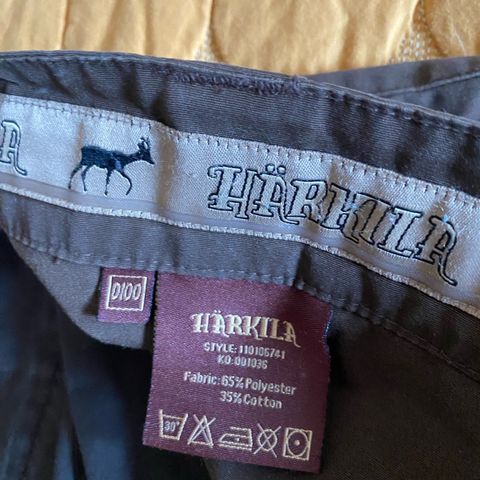 A HÄRKILA
D100
HÄRKILA
STYLE: 110106741
KO: 001036
Fabric: 65% Polyester
35% Cotton
30°